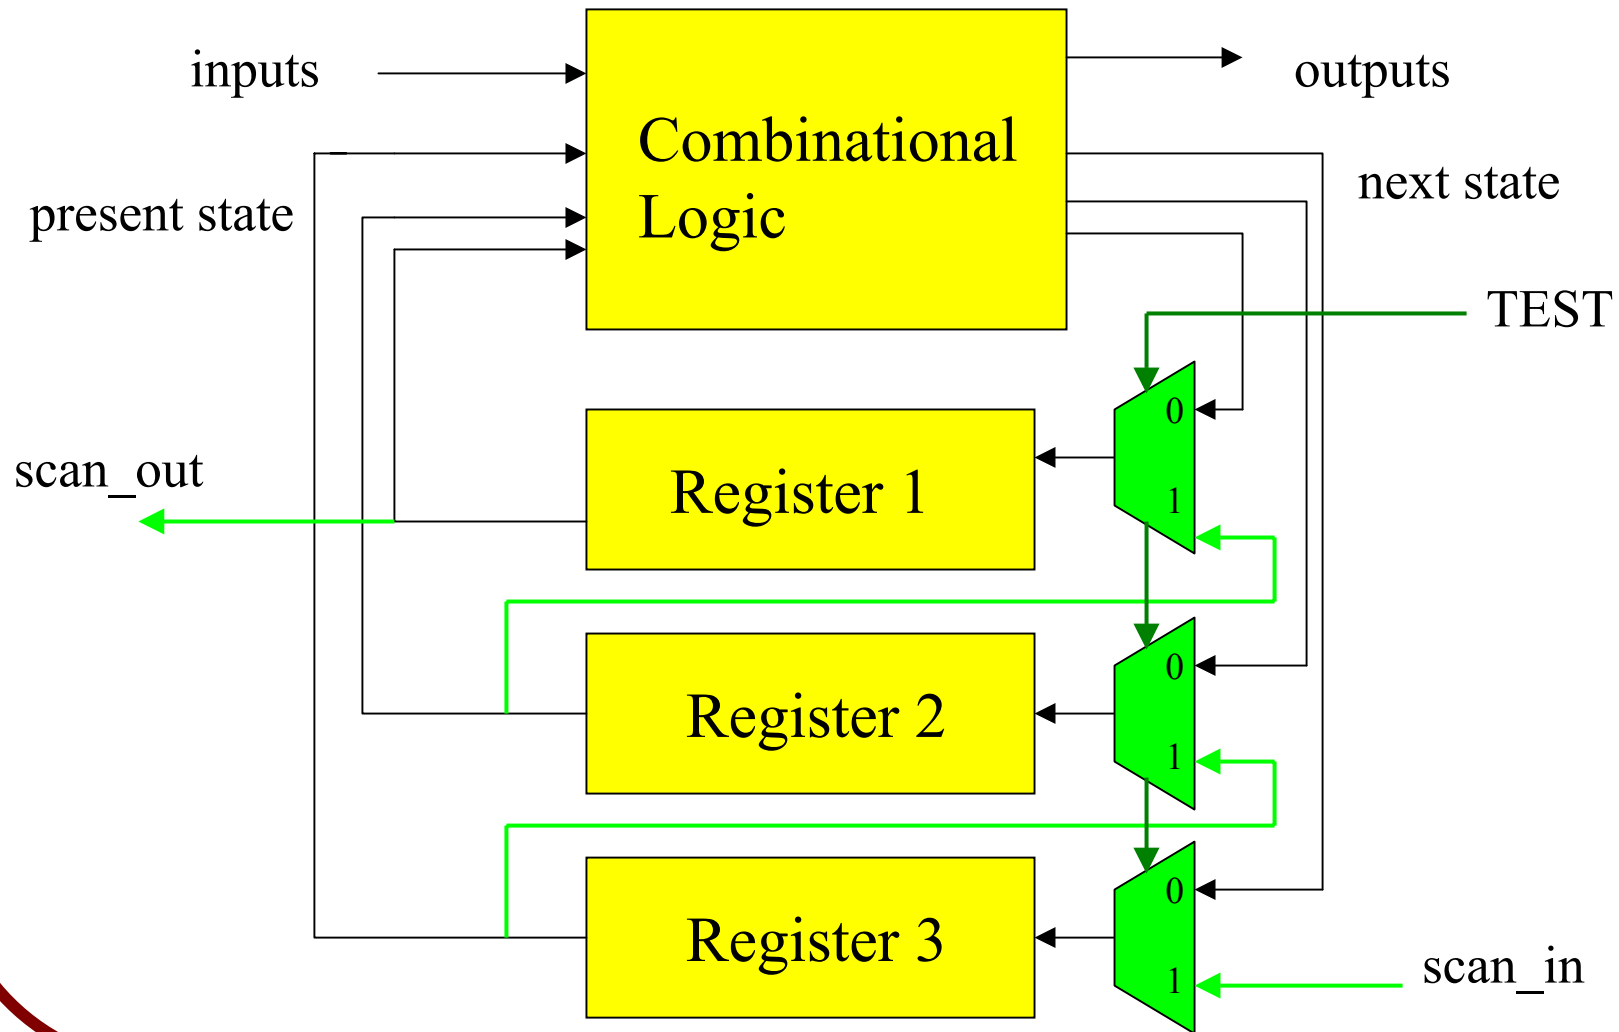 inputs
outputs
Combinational
Logic
next state
present state
TEST
0
scan_out
Register 1
1
0
Register 2
1
0
Register 3
scan_in
1